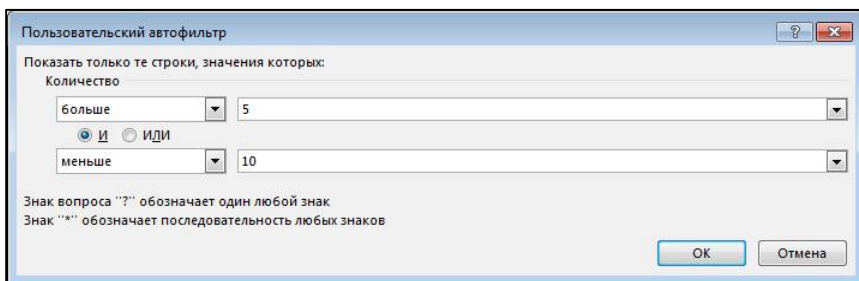 Пользовательский автофильтр
Показать только те строки, значения которых:
Количество
больше 5
И ИЛИ
меньше 10
Знак вопроса "?" обозначает один любой знак
Знак "*" обозначает последовательность любых знаков
ОК Отмена